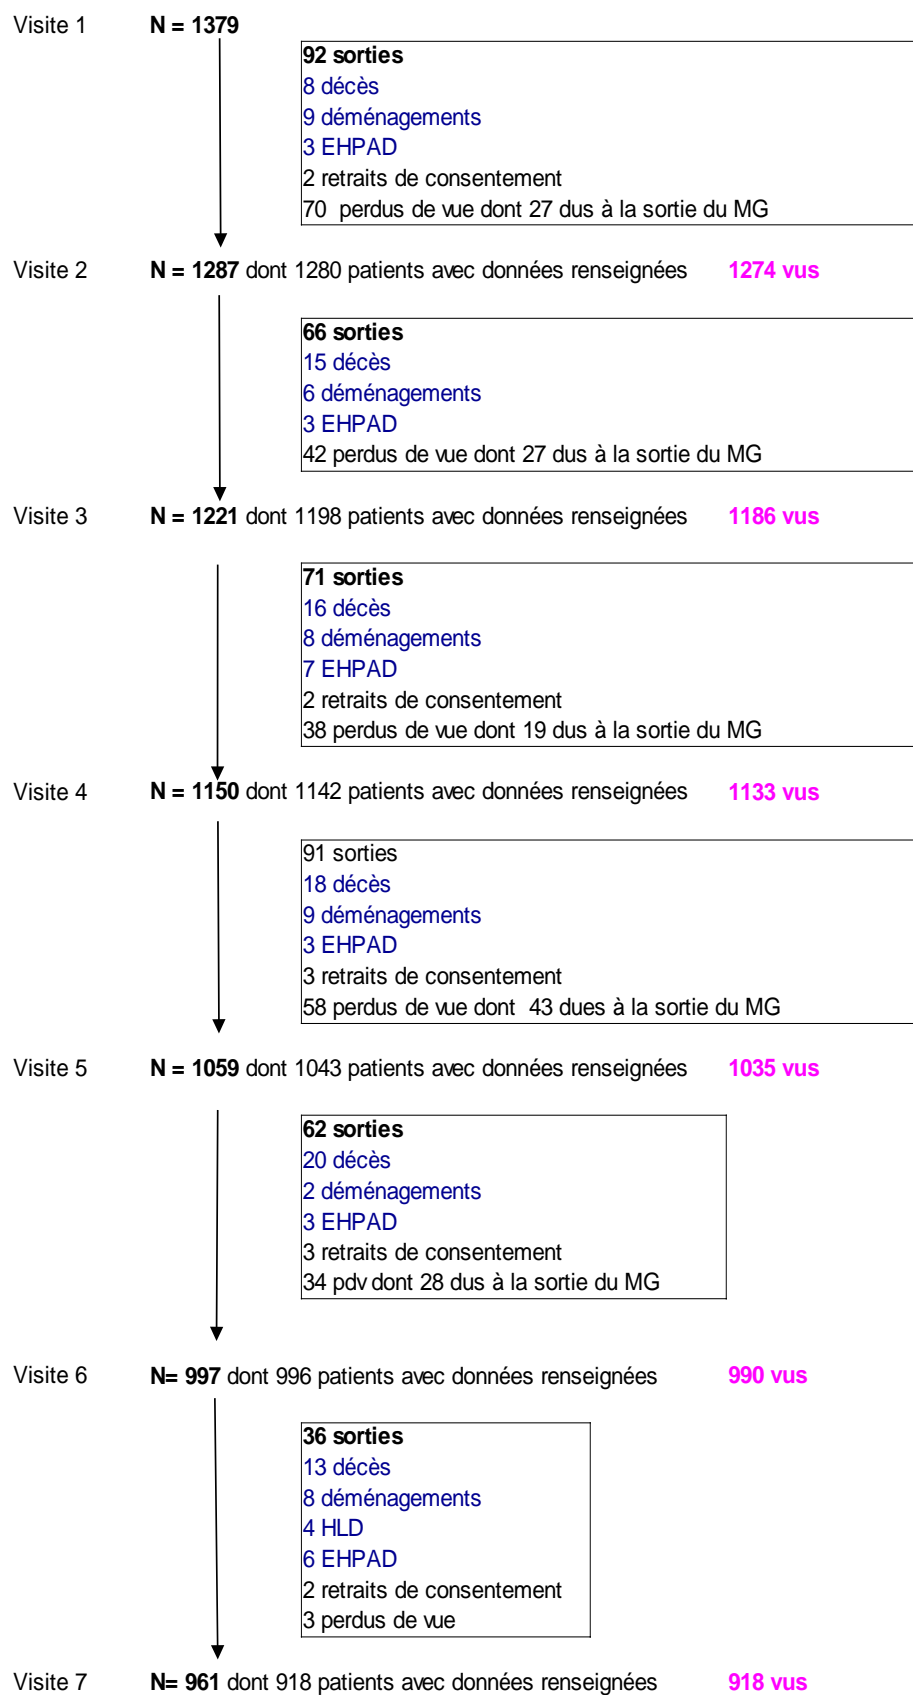 Visite 1 N = 1379
92 sorties
8 décès
9 déménagements
3 EHPAD
2 retraits de consentement
70 perdus de vue dont 27 dus à la sortie du MG
Visite 2 N = 1287 dont 1280 patients avec données renseignées 1274 vus
66 sorties
15 décès
6 déménagements
3 EHPAD
42 perdus de vue dont 27 dus à la sortie du MG
Visite 3 N = 1221 dont 1198 patients avec données renseignées 1186 vus
71 sorties
16 décès
8 déménagements
7 EHPAD
2 retraits de consentement
38 perdus de vue dont 19 dus à la sortie du MG
Visite 4 N = 1150 dont 1142 patients avec données renseignées 1133 vus
91 sorties
18 décès
9 déménagements
3 EHPAD
3 retraits de consentement
58 perdus de vue dont 43 dues à la sortie du MG
Visite 5 N = 1059 dont 1043 patients avec données renseignées 1035 vus
62 sorties
20 décès
2 déménagements
3 EHPAD
3 retraits de consentement
34 pdv dont 28 dus à la sortie du MG
Visite 6 N= 997 dont 996 patients avec données renseignées 990 vus
36 sorties
13 décès
8 déménagements
4 HLD
6 EHPAD
2 retraits de consentement
3 perdus de vue
Visite 7 N= 961 dont 918 patients avec données renseignées 918 vus